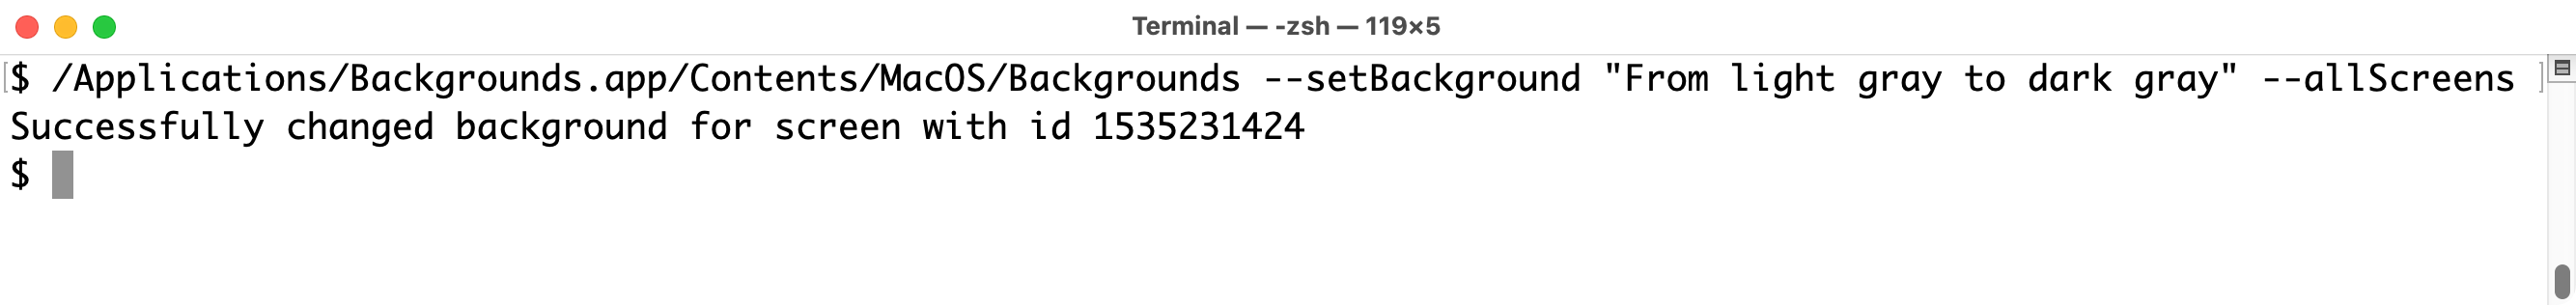 Terminal — -zsh — 119×5
$ /Applications/Backgrounds.app/Contents/MacOS/Backgrounds --setBackground "From light gray to dark gray" --allScreens
Successfully changed background for screen with id 1535231424
$